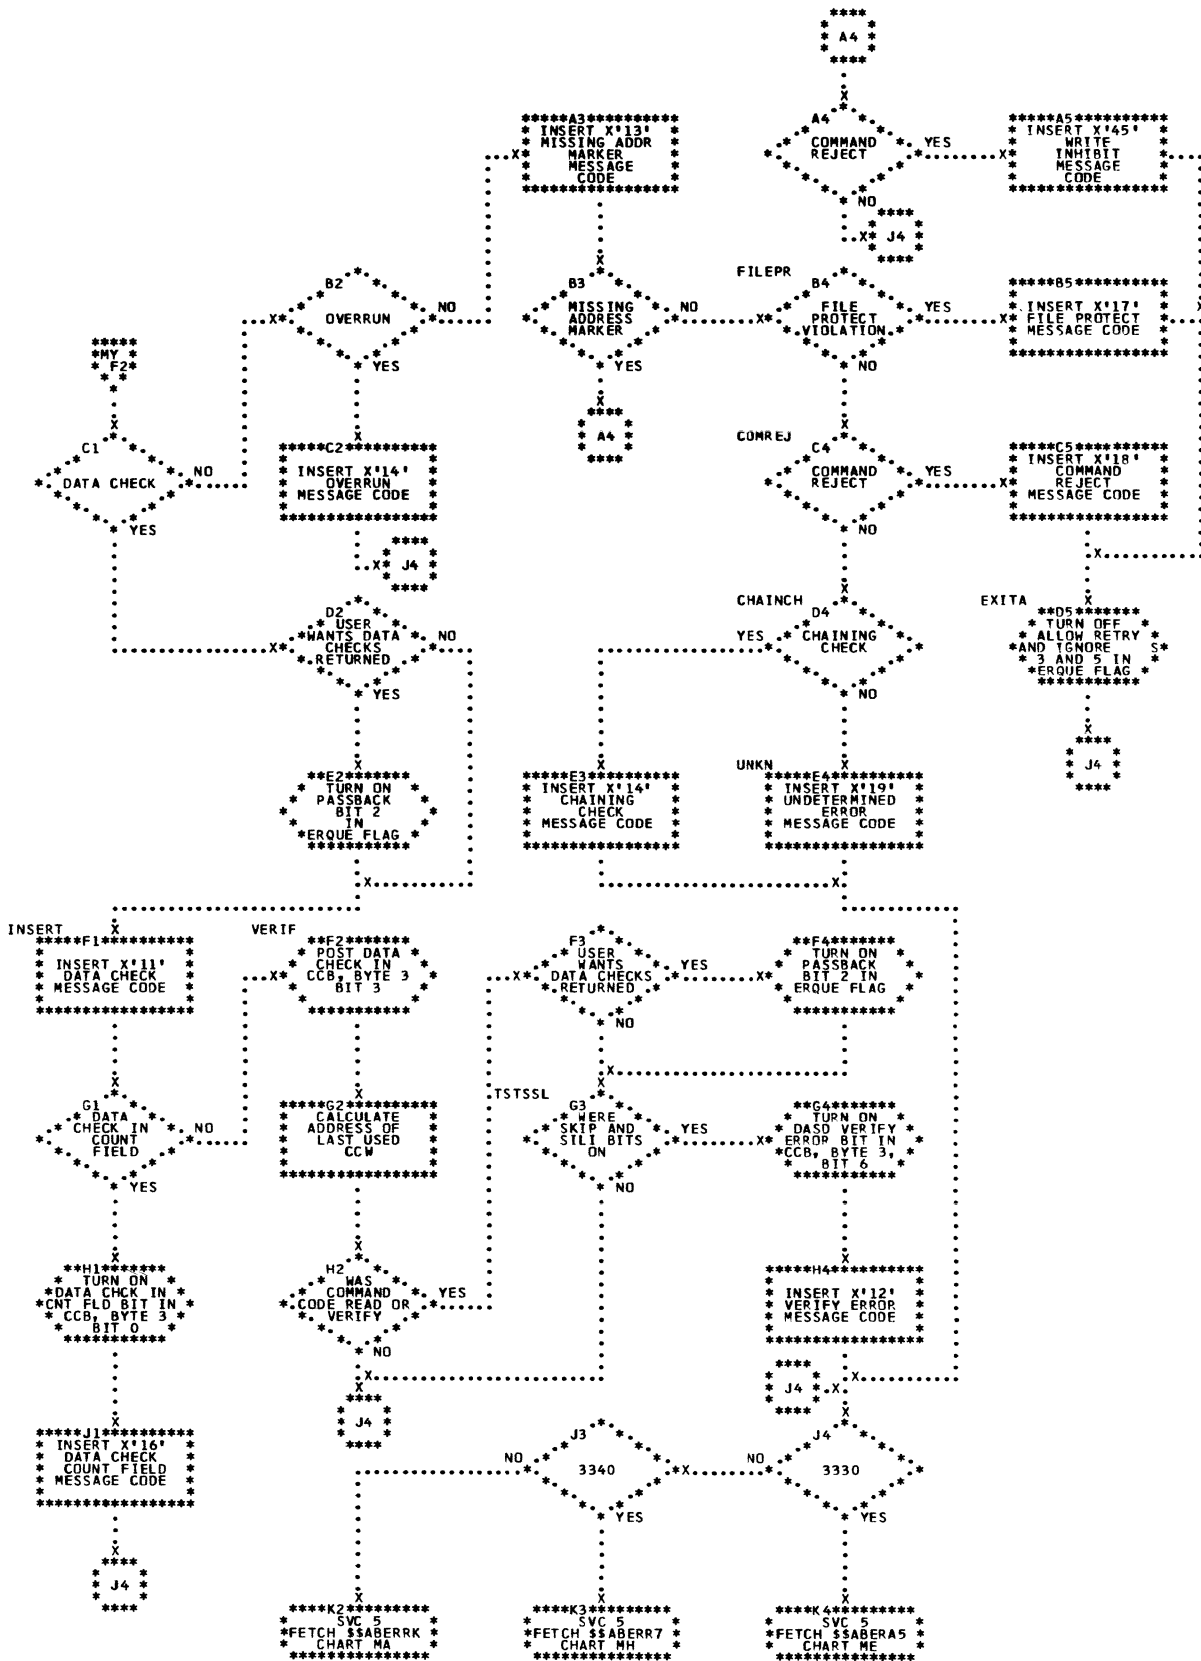 A4
A3
INSERT X'13'
MISSING ADDR
MARKER
MESSAGE
CODE
A4
COMMAND
REJECT
YES
NO
J4
A5
INSERT X'45'
WRITE
INHIBIT
MESSAGE
CODE
B2
OVERRUN
NO
YES
B3
MISSING
ADDRESS
MARKER
NO
YES
A4
FILEPR
B4
FILE
PROTECT
VIOLATION
YES
NO
B5
INSERT X'17'
FILE PROTECT
MESSAGE CODE
MY
F2
C1
DATA CHECK
NO
YES
C2
INSERT X'14'
OVERRUN
MESSAGE CODE
J4
COMREJ
C4
COMMAND
REJECT
YES
NO
C5
INSERT X'18'
COMMAND
REJECT
MESSAGE CODE
D2
USER
WANTS DATA
CHECKS
RETURNED
NO
YES
CHAINCH
D4
CHAINING
CHECK
YES
NO
EXITA
D5
TURN OFF
ALLOW RETRY
AND IGNORE S
3 AND 5 IN
ERQUE FLAG
J4
E2
TURN ON
PASSBACK
BIT 2
IN
ERQUE FLAG
E3
INSERT X'14'
CHAINING
CHECK
MESSAGE CODE
UNKN
E4
INSERT X'19'
UNDETERMINED
ERROR
MESSAGE CODE
INSERT
F1
INSERT X'11'
DATA CHECK
MESSAGE CODE
VERIF
F2
POST DATA
CHECK IN
CCB, BYTE 3
BIT 3
F3
USER
WANTS
DATA CHECKS
RETURNED
YES
NO
F4
TURN ON
PASSBACK
BIT 2 IN
ERQUE FLAG
G1
DATA
CHECK IN
COUNT
FIELD
NO
YES
G2
CALCULATE
ADDRESS OF
LAST USED
CCW
TSTSSL
G3
WERE
SKIP AND
SILI BITS
ON
YES
NO
G4
TURN ON
DASD VERIFY
ERROR BIT IN
CCB, BYTE 3,
BIT 6
H1
TURN ON
DATA CHCK IN
CNT FLD BIT IN
CCB, BYTE 3
BIT 0
H2
WAS
COMMAND
CODE READ OR
VERIFY
YES
NO
H4
INSERT X'12'
VERIFY ERROR
MESSAGE CODE
J4
J4
J1
INSERT X'16'
DATA CHECK
COUNT FIELD
MESSAGE CODE
J3
3340
NO
YES
J4
3330
NO
YES
J4
K2
SVC 5
FETCH $$ABERRK
CHART MA
K3
SVC 5
FETCH $$ABERR7
CHART MH
K4
SVC 5
FETCH $$ABERA5
CHART ME